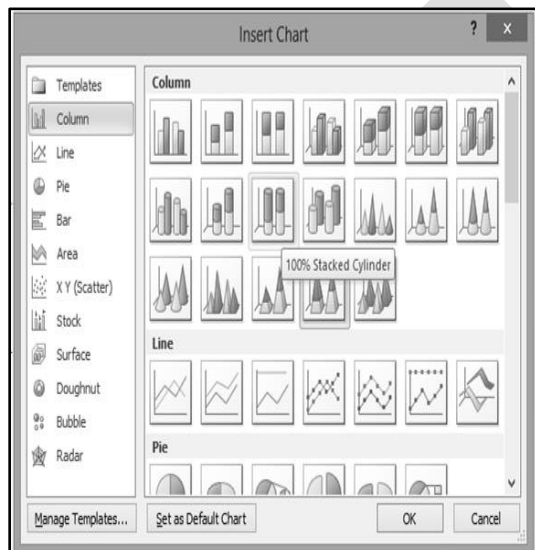 Insert Chart
? x
Templates
Column
Line
Pie
Bar
Area
X Y (Scatter)
Stock
Surface
Doughnut
Bubble
Radar
Column
100% Stacked Cylinder
Line
Pie
Manage Templates...
Set as Default Chart
OK
Cancel